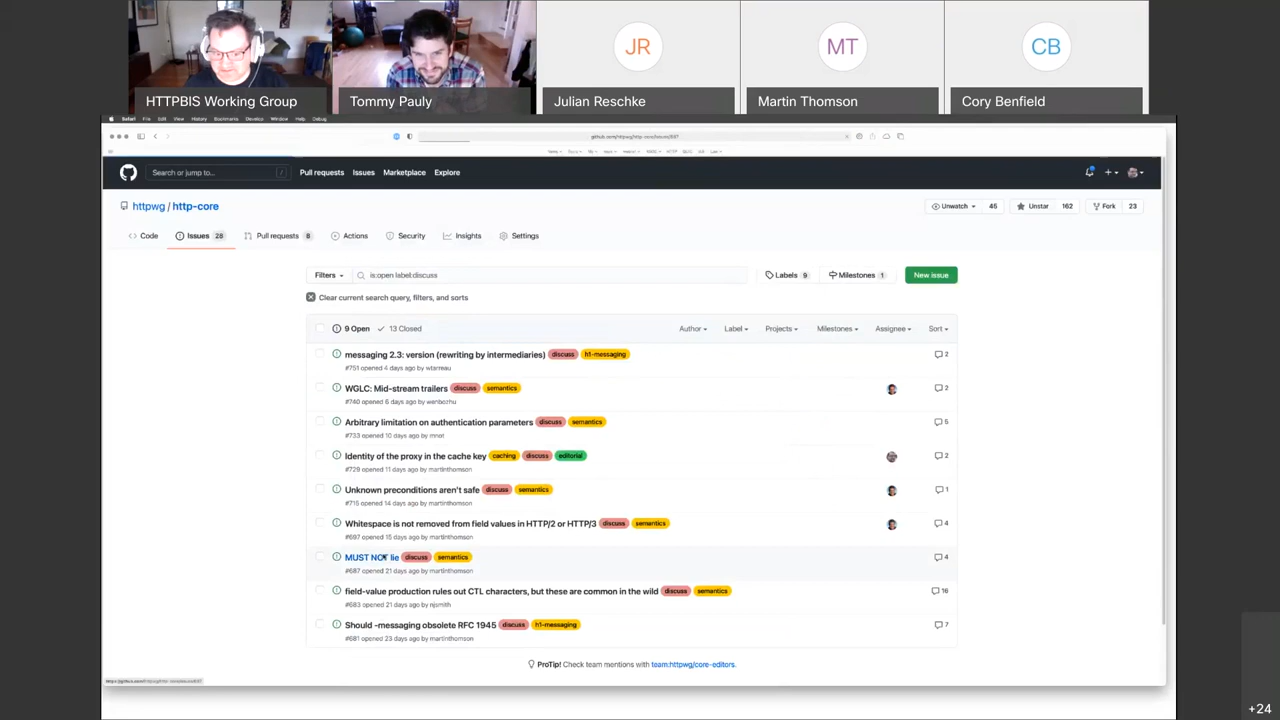 JR
MT
CB
HTTPBIS Working Group
Tommy Pauly
Julian Reschke
Martin Thomson
Cory Benfield
Safari File Edit View History Bookmarks Develop Window Help Debug
Search or jump to...
/
Pull requests
Issues
Marketplace
Explore
httpwg / http-core
Unwatch 45
Unstar 162
Fork 23
Code
Issues 28
Pull requests 8
Actions
Security
Insights
Settings
Filters
is:open label:discuss
Labels 9
Milestones 1
New issue
Clear current search query, filters, and sorts
9 Open
13 Closed
Author
Label
Projects
Milestones
Assignee
Sort
messaging 2.3: version (rewriting by intermediaries) discuss h1-messaging 2
#751 opened 4 days ago by wtarreau
WGLC: Mid-stream trailers discuss semantics 2
#740 opened 6 days ago by wenbozhu
Arbitrary limitation on authentication parameters discuss semantics 5
#733 opened 10 days ago by mnot
Identity of the proxy in the cache key caching discuss editorial 2
#729 opened 11 days ago by martinthomson
Unknown preconditions aren't safe discuss semantics 1
#715 opened 14 days ago by martinthomson
Whitespace is not removed from field values in HTTP/2 or HTTP/3 discuss semantics 4
#697 opened 15 days ago by martinthomson
MUST NOT lie discuss semantics 4
#687 opened 21 days ago by martinthomson
field-value production rules out CTL characters, but these are common in the wild discuss semantics 16
#683 opened 21 days ago by njsmith
Should -messaging obsolete RFC 1945 discuss h1-messaging 7
#681 opened 23 days ago by martinthomson
ProTip! Check team mentions with team:httpwg/core-editors.
+24